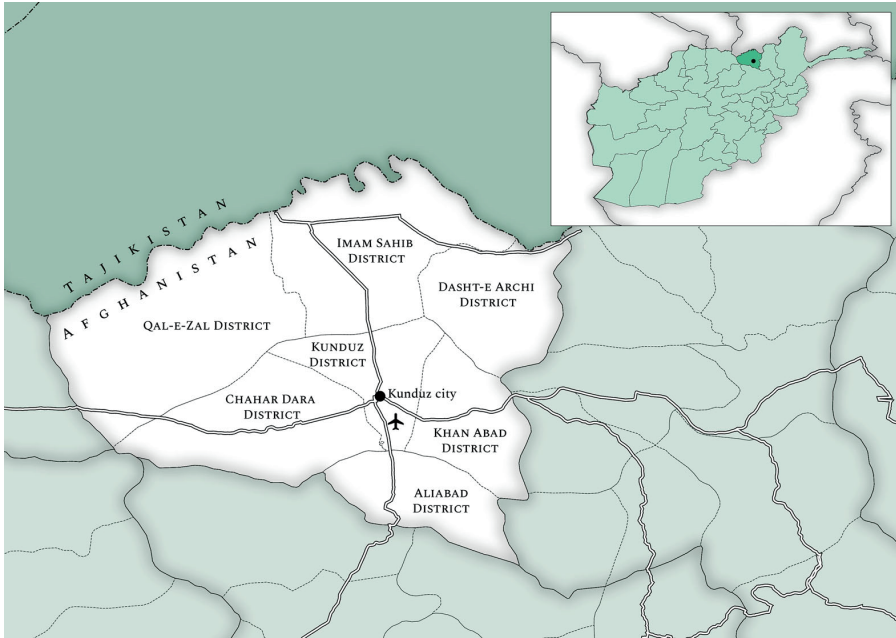 TAJIKISTAN
AFGHANISTAN
IMAM SAHIB
DISTRICT
DASHT-E ARCHI
DISTRICT
QAL-E-ZAL DISTRICT
KUNDUZ
DISTRICT
CHAHAR DARA
DISTRICT
Kunduz city
KHAN ABAD
DISTRICT
ALIABAD
DISTRICT